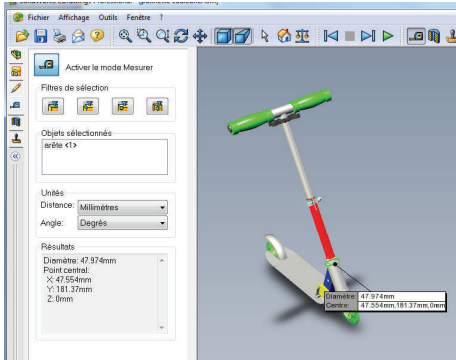 Fichier Affichage Outils Fenêtre ?
Activer le mode Mesurer
Filtres de sélection
Objets sélectionnés
arête <1>
Unités
Distance: Millimètres
Angle: Degrés
Résultats
Diamètre: 47.974mm
Point central:
X: 47.554mm
Y: 181.37mm
Z: 0mm
Diamètre: 47.974mm
Centre: 47.554mm,181.37mm,0mm